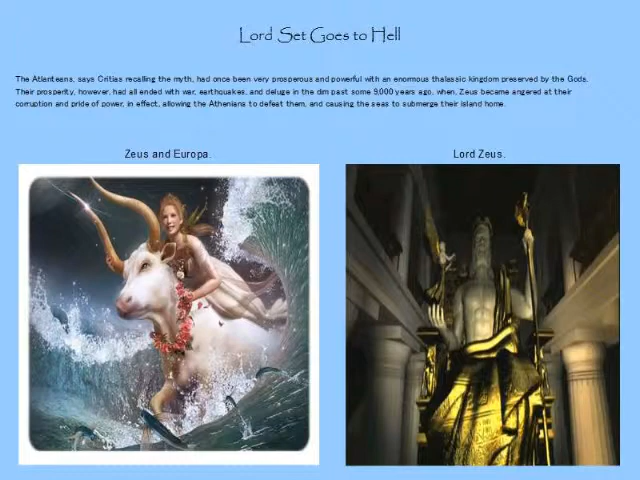 Lord Set Goes to Hell
The Atlanteans, says Critias recalling the myth, had once been very prosperous and powerful with an enormous thalassic kingdom preserved by the Gods.
Their prosperity, however, had all ended with war, earthquakes, and deluge in the dim past some 9,000 years ago, when, Zeus became angered at their
corruption and pride of power, in effect, allowing the Athenians to defeat them, and causing the seas to submerge their island home.
Zeus and Europa.
Lord Zeus.